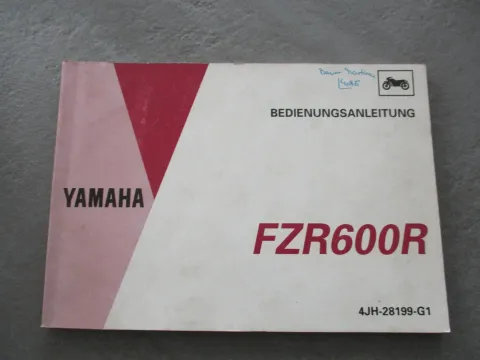 BEDIENUNGSANLEITUNG
YAMAHA
FZR600R
4JH-28199-G1